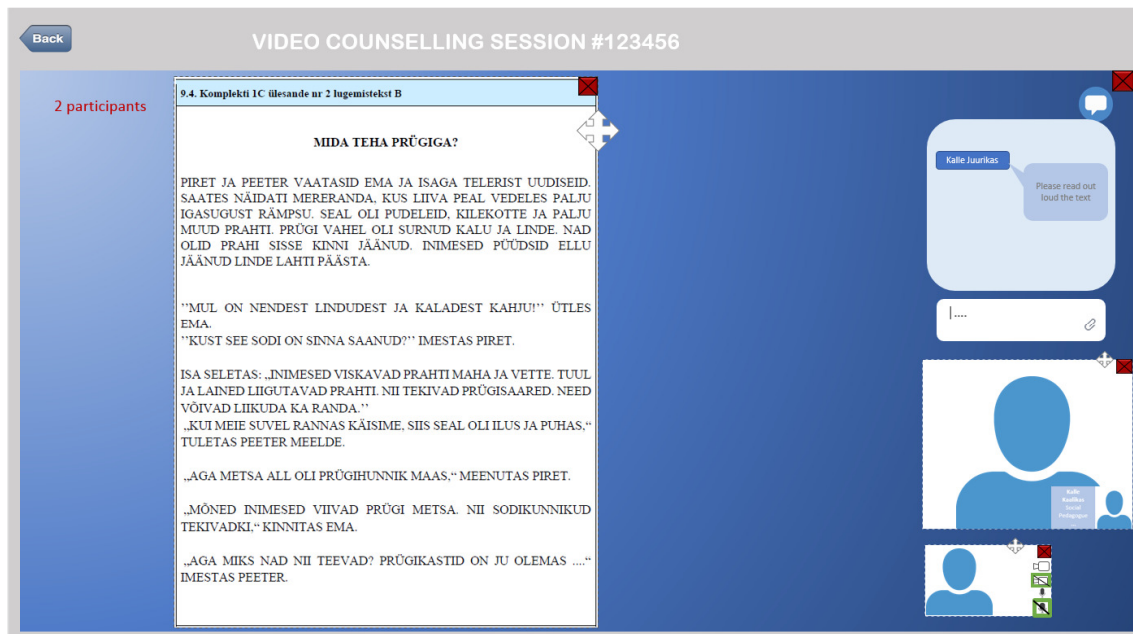 Back
VIDEO COUNSELLING SESSION #123456
2 participants
9.4. Komplekti 1C ülesande nr 2 lugemistekst B
MIDA TEHA PRÜGIGA?
PIRET JA PEETER VAATASID EMA JA ISAGA TELERIST UUDISEID.
SAATES NÄIDATI MERERANDA, KUS LIIVA PEAL VEDELES PALJU
IGASUGUST RÄMPSU. SEAL OLI PUDELEID, KILEKOTTE JA PALJU
MUUD PRAHTI. PRÜGI VAHEL OLI SURNUD KALU JA LINDE. NAD
OLID PRAHI SISSE KINNI JÄÄNUD. INIMESED PÜÜDSID ELLU
JÄÄNUD LINDE LAHTI PÄÄSTA.
’’MUL ON NENDEST LINDUDEST JA KALADEST KAHJU!’’ ÜTLES
EMA.
’’KUST SEE SODI ON SINNA SAANUD?’’ IMESTAS PIRET.
ISA SELETAS: „INIMESED VISKAVAD PRAHTI MAHA JA VETTE. TUUL
JA LAINED LIIGUTAVAD PRAHTI. NII TEKIVAD PRÜGISAARED. NEED
VÕIVAD LIIKUDA KA RANDA.’’
„KUI MEIE SUVEL RANNAS KÄISIME, SIIS SEAL OLI ILUS JA PUHAS,“
TULETAS PEETER MEELDE.
„AGA METSA ALL OLI PRÜGIHUNNIK MAAS,“ MEENUTAS PIRET.
„MÕNED INIMESED VIIVAD PRÜGI METSA. NII SODIKUNNIKUD
TEKIVADKI,“ KINNITAS EMA.
„AGA MIKS NAD NII TEEVAD? PRÜGIKASTID ON JU OLEMAS ....“
IMESTAS PEETER.
Kalle Juurikas
Please read out
loud the text
....
Kalle
Kaalikas
Social
Pedagogue